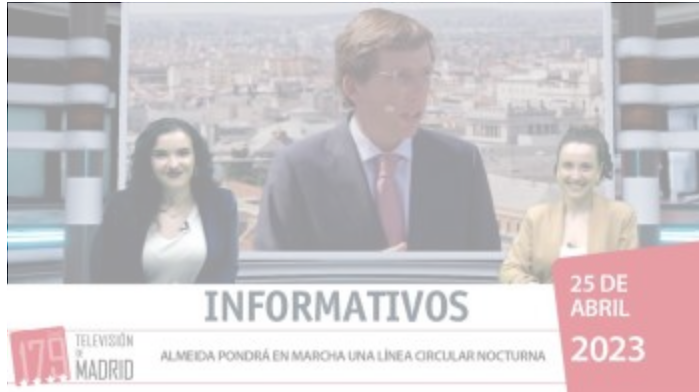 INFORMATIVOS
25 DE
ABRIL
2023
179
TELEVISIÓN
DE
MADRID
ALMEIDA PONDRÁ EN MARCHA UNA LÍNEA CIRCULAR NOCTURNA